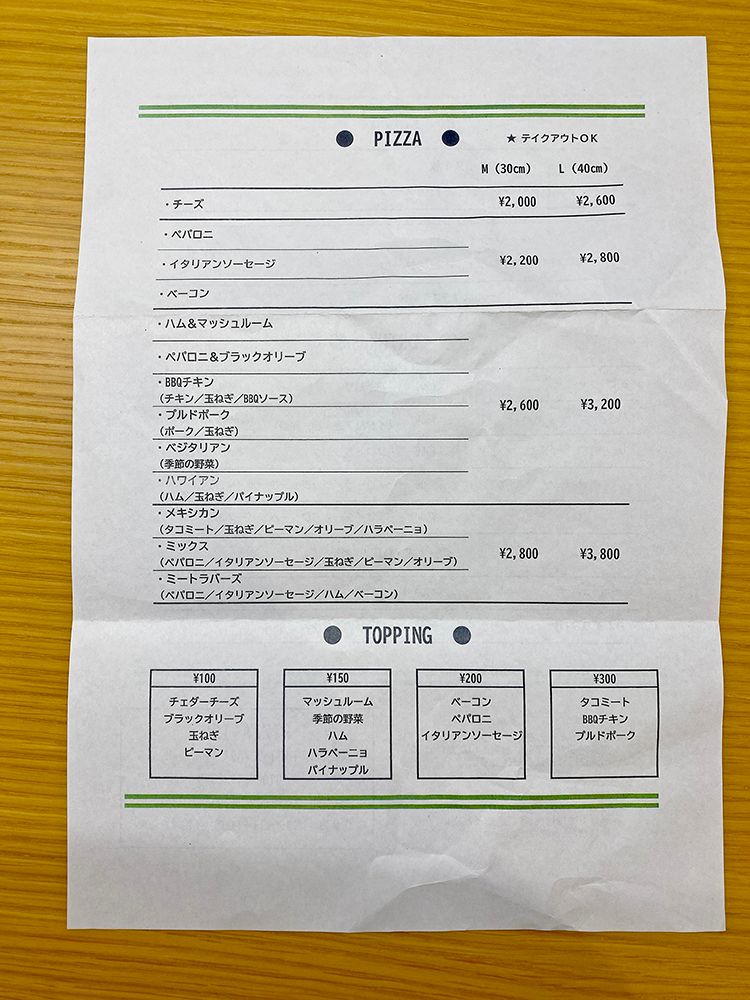 ● PIZZA ● ★ テイクアウトOK
M (30cm) L (40cm)
・チーズ ¥2,000 ¥2,600
・ペパロニ
・イタリアンソーセージ ¥2,200 ¥2,800
・ベーコン
・ハム&マッシュルーム
・ペパロニ&ブラックオリーブ
・BBQチキン
(チキン/玉ねぎ/BBQソース)
¥2,600 ¥3,200
・プルドポーク
(ポーク/玉ねぎ)
・ベジタリアン
(季節の野菜)
・ハワイアン
(ハム/玉ねぎ/パイナップル)
・メキシカン
(タコミート/玉ねぎ/ピーマン/オリーブ/ハラペーニョ)
・ミックス
(ペパロニ/イタリアンソーセージ/玉ねぎ/ピーマン/オリーブ)
¥2,800 ¥3,800
・ミートラバーズ
(ペパロニ/イタリアンソーセージ/ハム/ベーコン)
● TOPPING ●
¥100
チェダーチーズ
ブラックオリーブ
玉ねぎ
ピーマン
¥150
マッシュルーム
季節の野菜
ハム
ハラペーニョ
パイナップル
¥200
ベーコン
ペパロニ
イタリアンソーセージ
¥300
タコミート
BBQチキン
プルドポーク